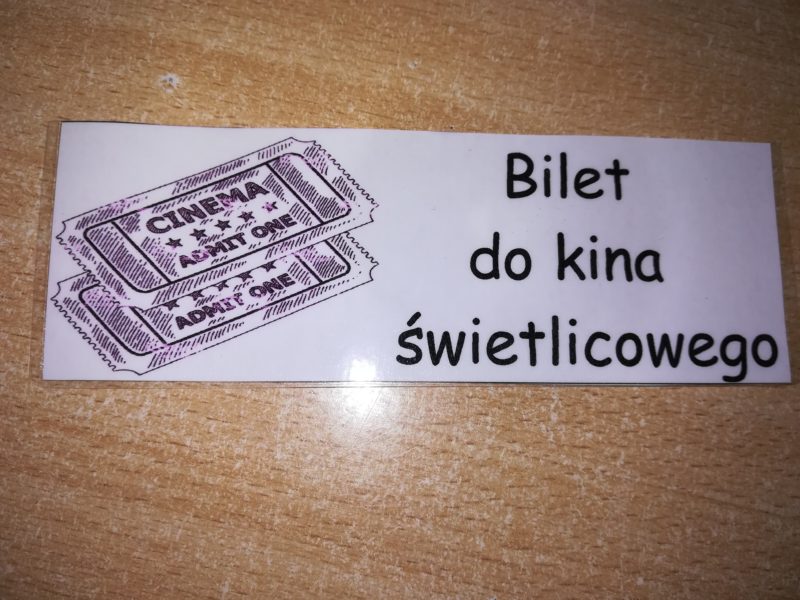 CINEMA
ADMIT ONE
ADMIT ONE
Bilet
do kina
świetlicowego